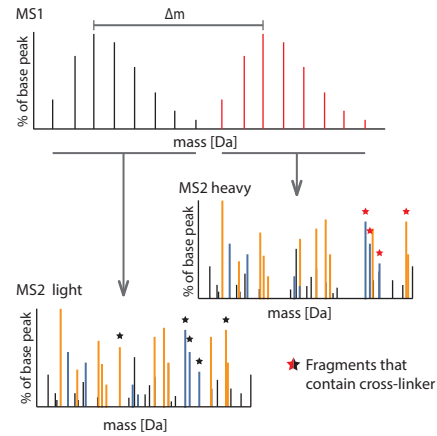 MS1
Δm
% of base peak
mass [Da]
MS2 heavy
% of base peak
mass [Da]
MS2 light
% of base peak
mass [Da]
Fragments that
contain cross-linker